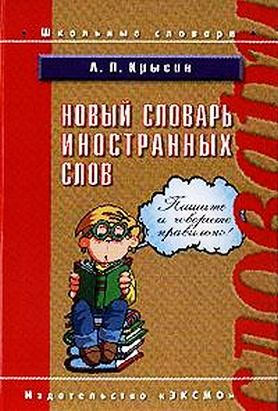 Школьные словари
Л. П. Крысин
НОВЫЙ СЛОВАРЬ
ИНОСТРАННЫХ
СЛОВ
Пишите
и говорите
правильно!
СЛОВАРИ
Издательство «ЭКСМО»